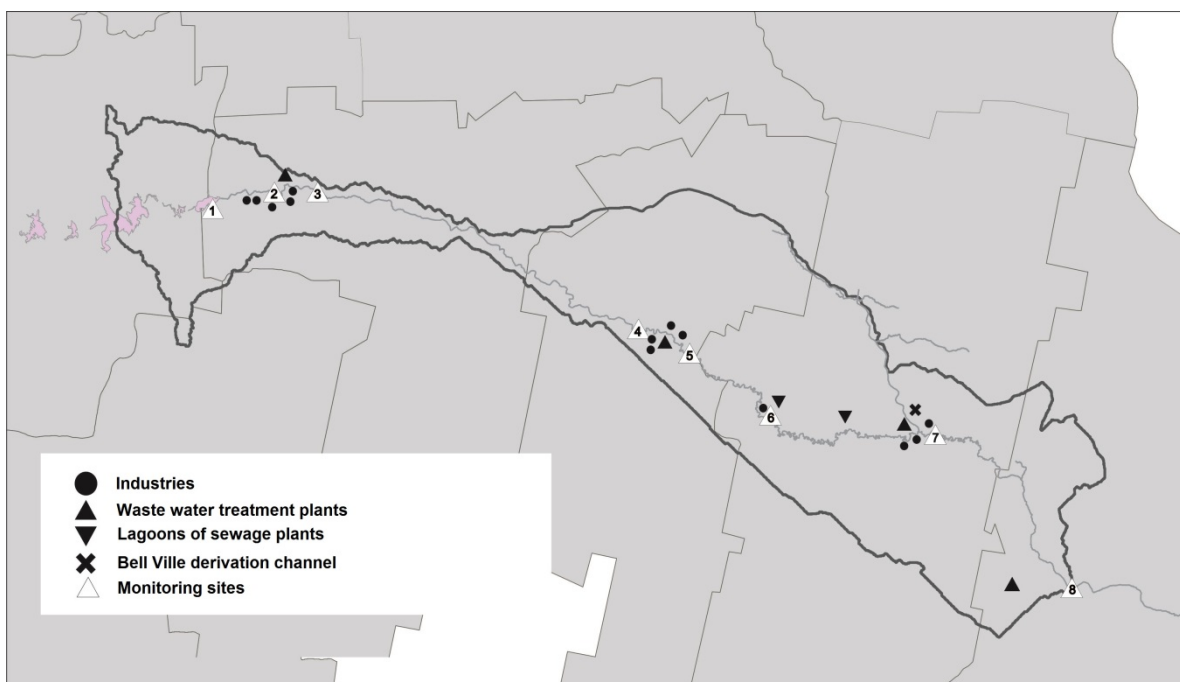 1
2
3
4
5
6
7
8
Industries
Waste water treatment plants
Lagoons of sewage plants
Bell Ville derivation channel
Monitoring sites